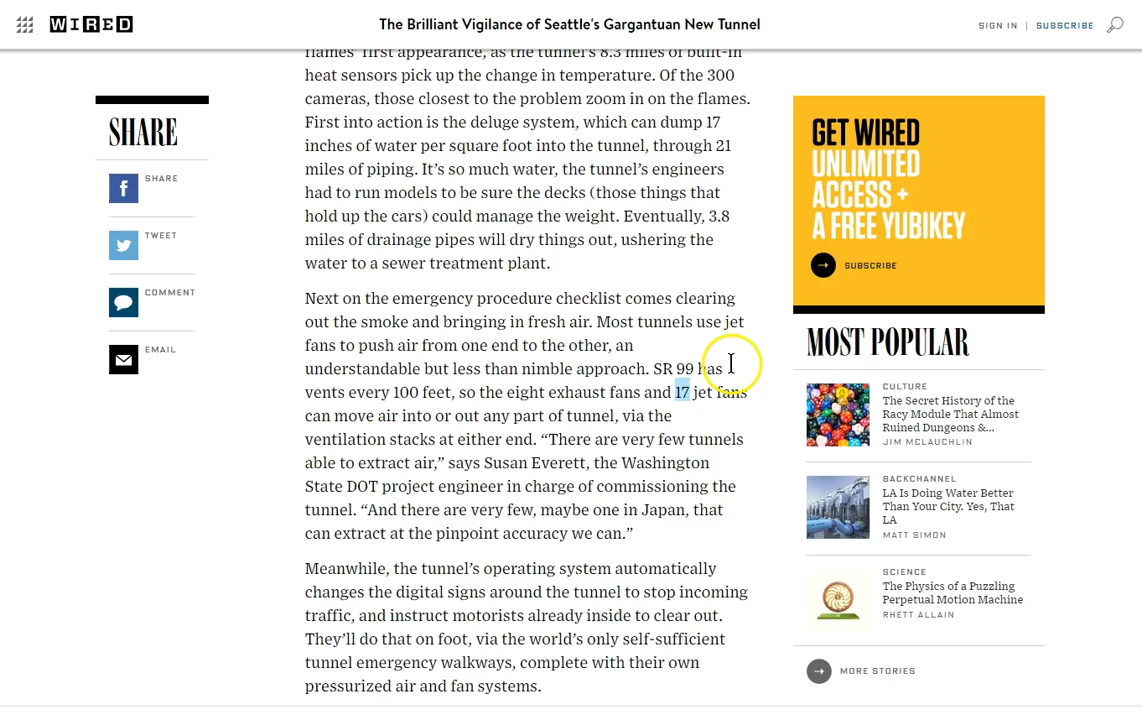 WIRED
The Brilliant Vigilance of Seattle's Gargantuan New Tunnel
SIGN IN | SUBSCRIBE
SHARE
SHARE
TWEET
COMMENT
EMAIL
flames' first appearance, as the tunnel's 8.3 miles of built-in
heat sensors pick up the change in temperature. Of the 300
cameras, those closest to the problem zoom in on the flames.
First into action is the deluge system, which can dump 17
inches of water per square foot into the tunnel, through 21
miles of piping. It's so much water, the tunnel's engineers
had to run models to be sure the decks (those things that
hold up the cars) could manage the weight. Eventually, 3.8
miles of drainage pipes will dry things out, ushering the
water to a sewer treatment plant.
Next on the emergency procedure checklist comes clearing
out the smoke and bringing in fresh air. Most tunnels use jet
fans to push air from one end to the other, an
understandable but less than nimble approach. SR 99 has
vents every 100 feet, so the eight exhaust fans and 17 jet fans
can move air into or out any part of tunnel, via the
ventilation stacks at either end. “There are very few tunnels
able to extract air,” says Susan Everett, the Washington
State DOT project engineer in charge of commissioning the
tunnel. “And there are very few, maybe one in Japan, that
can extract at the pinpoint accuracy we can.”
Meanwhile, the tunnel's operating system automatically
changes the digital signs around the tunnel to stop incoming
traffic, and instruct motorists already inside to clear out.
They'll do that on foot, via the world's only self-sufficient
tunnel emergency walkways, complete with their own
pressurized air and fan systems.
GET WIRED
UNLIMITED
ACCESS +
A FREE YUBIKEY
SUBSCRIBE
MOST POPULAR
CULTURE
The Secret History of the
Racy Module That Almost
Ruined Dungeons &...
JIM MCLAUCHLIN
BACKCHANNEL
LA Is Doing Water Better
Than Your City. Yes, That
LA
MATT SIMON
SCIENCE
The Physics of a Puzzling
Perpetual Motion Machine
RHETT ALLAIN
MORE STORIES